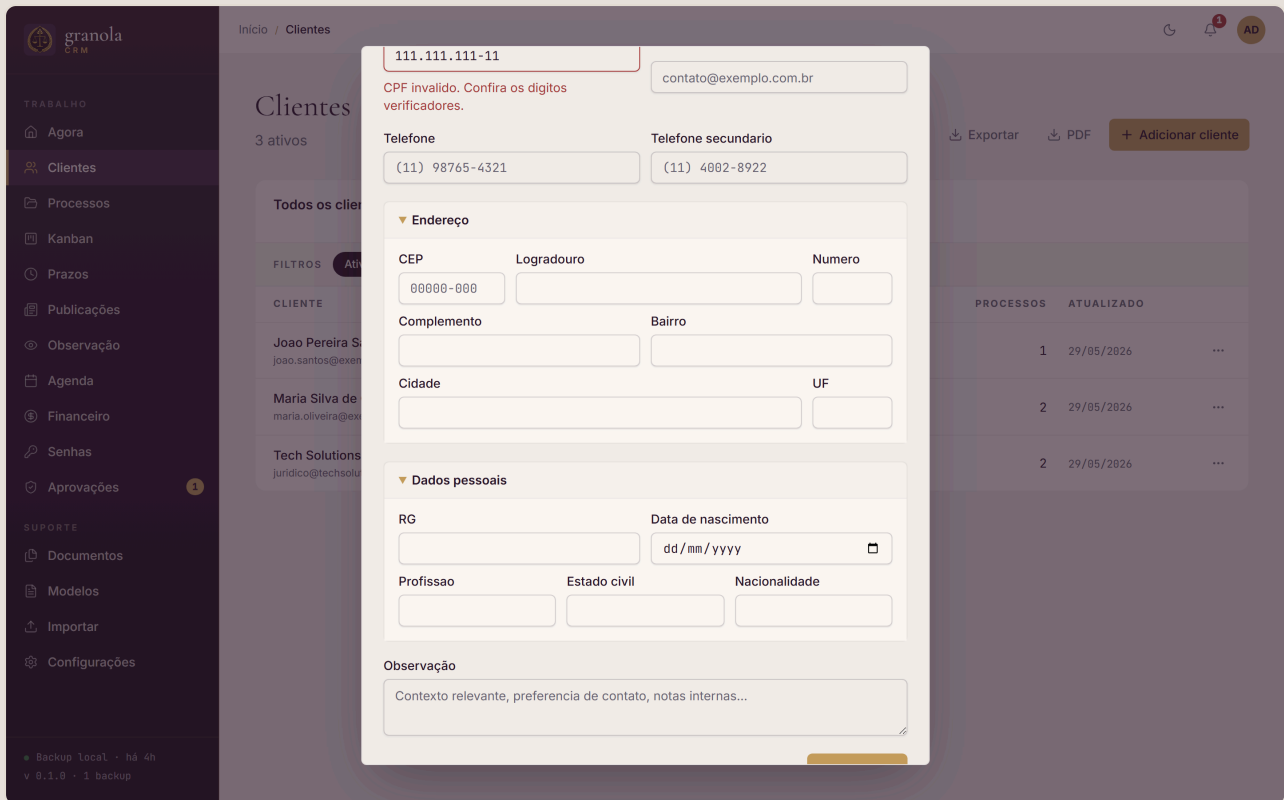 granola
CRM
TRABALHO
Agora
Clientes
Processos
Kanban
Prazos
Publicações
Observação
Agenda
Financeiro
Senhas
Aprovações 1
SUPORTE
Documentos
Modelos
Importar
Configurações
Backup local · há 4h
v 0.1.0 · 1 backup
Início / Clientes
1
AD
Clientes
3 ativos
Exportar
PDF
+ Adicionar cliente
Todos os clie
FILTROS Ativ
CLIENTE PROCESSOS ATUALIZADO
Joao Pereira Sa 1 29/05/2026 ...
joao.santos@exem
Maria Silva de 2 29/05/2026 ...
maria.oliveira@exe
Tech Solutions 2 29/05/2026 ...
juridico@techsolut
111.111.111-11
contato@exemplo.com.br
CPF invalido. Confira os digitos
verificadores.
Telefone Telefone secundario
(11) 98765-4321 (11) 4002-8922
Endereço
CEP Logradouro Numero
00000-000
Complemento Bairro
Cidade UF
Dados pessoais
RG Data de nascimento
dd/mm/yyyy
Profissao Estado civil Nacionalidade
Observação
Contexto relevante, preferencia de contato, notas internas...